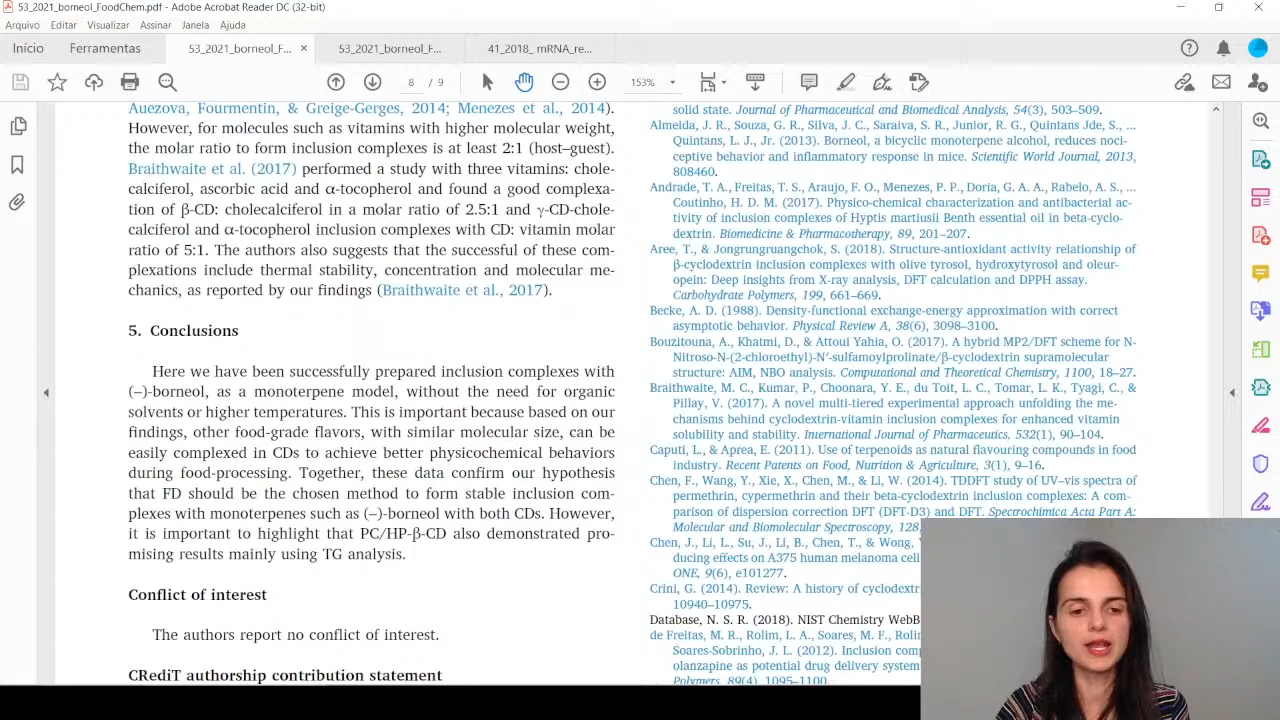 53_2021_borneol_FoodChem.pdf - Adobe Acrobat Reader DC (32-bit)
Arquivo Editar Visualizar Assinar Janela Ajuda
Início Ferramentas 53_2021_borneol_F... × 53_2021_borneol_F... 41_2018_ mRNA_re...
8 / 9 153%
Auezova, Fourmentin, & Greige-Gerges, 2014; Menezes et al., 2014).
However, for molecules such as vitamins with higher molecular weight,
the molar ratio to form inclusion complexes is at least 2:1 (host–guest).
Braithwaite et al. (2017) performed a study with three vitamins: chole-
calciferol, ascorbic acid and α-tocopherol and found a good complexa-
tion of β-CD: cholecalciferol in a molar ratio of 2.5:1 and γ-CD-chole-
calciferol and α-tocopherol inclusion complexes with CD: vitamin molar
ratio of 5:1. The authors also suggests that the successful of these com-
plexations include thermal stability, concentration and molecular me-
chanics, as reported by our findings (Braithwaite et al., 2017).
5. Conclusions
Here we have been successfully prepared inclusion complexes with
(–)-borneol, as a monoterpene model, without the need for organic
solvents or higher temperatures. This is important because based on our
findings, other food-grade flavors, with similar molecular size, can be
easily complexed in CDs to achieve better physicochemical behaviors
during food-processing. Together, these data confirm our hypothesis
that FD should be the chosen method to form stable inclusion com-
plexes with monoterpenes such as (–)-borneol with both CDs. However,
it is important to highlight that PC/HP-β-CD also demonstrated pro-
mising results mainly using TG analysis.
Conflict of interest
The authors report no conflict of interest.
CRediT authorship contribution statement
solid state. Journal of Pharmaceutical and Biomedical Analysis, 54(3), 503–509.
Almeida, J. R., Souza, G. R., Silva, J. C., Saraiva, S. R., Junior, R. G., Quintans Jde, S., ...
Quintans, L. J., Jr. (2013). Borneol, a bicyclic monoterpene alcohol, reduces noci-
ceptive behavior and inflammatory response in mice. Scientific World Journal, 2013,
808460.
Andrade, T. A., Freitas, T. S., Araujo, F. O., Menezes, P. P., Doria, G. A. A., Rabelo, A. S., ...
Coutinho, H. D. M. (2017). Physico-chemical characterization and antibacterial ac-
tivity of inclusion complexes of Hyptis martiusii Benth essential oil in beta-cyclo-
dextrin. Biomedicine & Pharmacotherapy, 89, 201–207.
Aree, T., & Jongrungruangchok, S. (2018). Structure-antioxidant activity relationship of
β-cyclodextrin inclusion complexes with olive tyrosol, hydroxytyrosol and oleur-
opein: Deep insights from X-ray analysis, DFT calculation and DPPH assay.
Carbohydrate Polymers, 199, 661–669.
Becke, A. D. (1988). Density-functional exchange-energy approximation with correct
asymptotic behavior. Physical Review A, 38(6), 3098–3100.
Bouzitouna, A., Khatmi, D., & Attoui Yahia, O. (2017). A hybrid MP2/DFT scheme for N-
Nitroso-N-(2-chloroethyl)-N′-sulfamoylprolinate/β-cyclodextrin supramolecular
structure: AIM, NBO analysis. Computational and Theoretical Chemistry, 1100, 18–27.
Braithwaite, M. C., Kumar, P., Choonara, Y. E., du Toit, L. C., Tomar, L. K., Tyagi, C., &
Pillay, V. (2017). A novel multi-tiered experimental approach unfolding the me-
chanisms behind cyclodextrin-vitamin inclusion complexes for enhanced vitamin
solubility and stability. International Journal of Pharmaceutics, 532(1), 90–104.
Caputi, L., & Aprea, E. (2011). Use of terpenoids as natural flavouring compounds in food
industry. Recent Patents on Food, Nutrition & Agriculture, 3(1), 9–16.
Chen, F., Wang, Y., Xie, X., Chen, M., & Li, W. (2014). TDDFT study of UV–vis spectra of
permethrin, cypermethrin and their beta-cyclodextrin inclusion complexes: A com-
parison of dispersion correction DFT (DFT-D3) and DFT. Spectrochimica Acta Part A:
Molecular and Biomolecular Spectroscopy, 128
Chen, J., Li, L., Su, J., Li, B., Chen, T., & Wong,
ducing effects on A375 human melanoma cell
ONE, 9(6), e101277.
Crini, G. (2014). Review: A history of cyclodextr
10940–10975.
Database, N. S. R. (2018). NIST Chemistry WebB
de Freitas, M. R., Rolim, L. A., Soares, M. F., Rolin
Soares-Sobrinho, J. L. (2012). Inclusion comp
olanzapine as potential drug delivery system
Polymers, 89(4), 1095–1100.